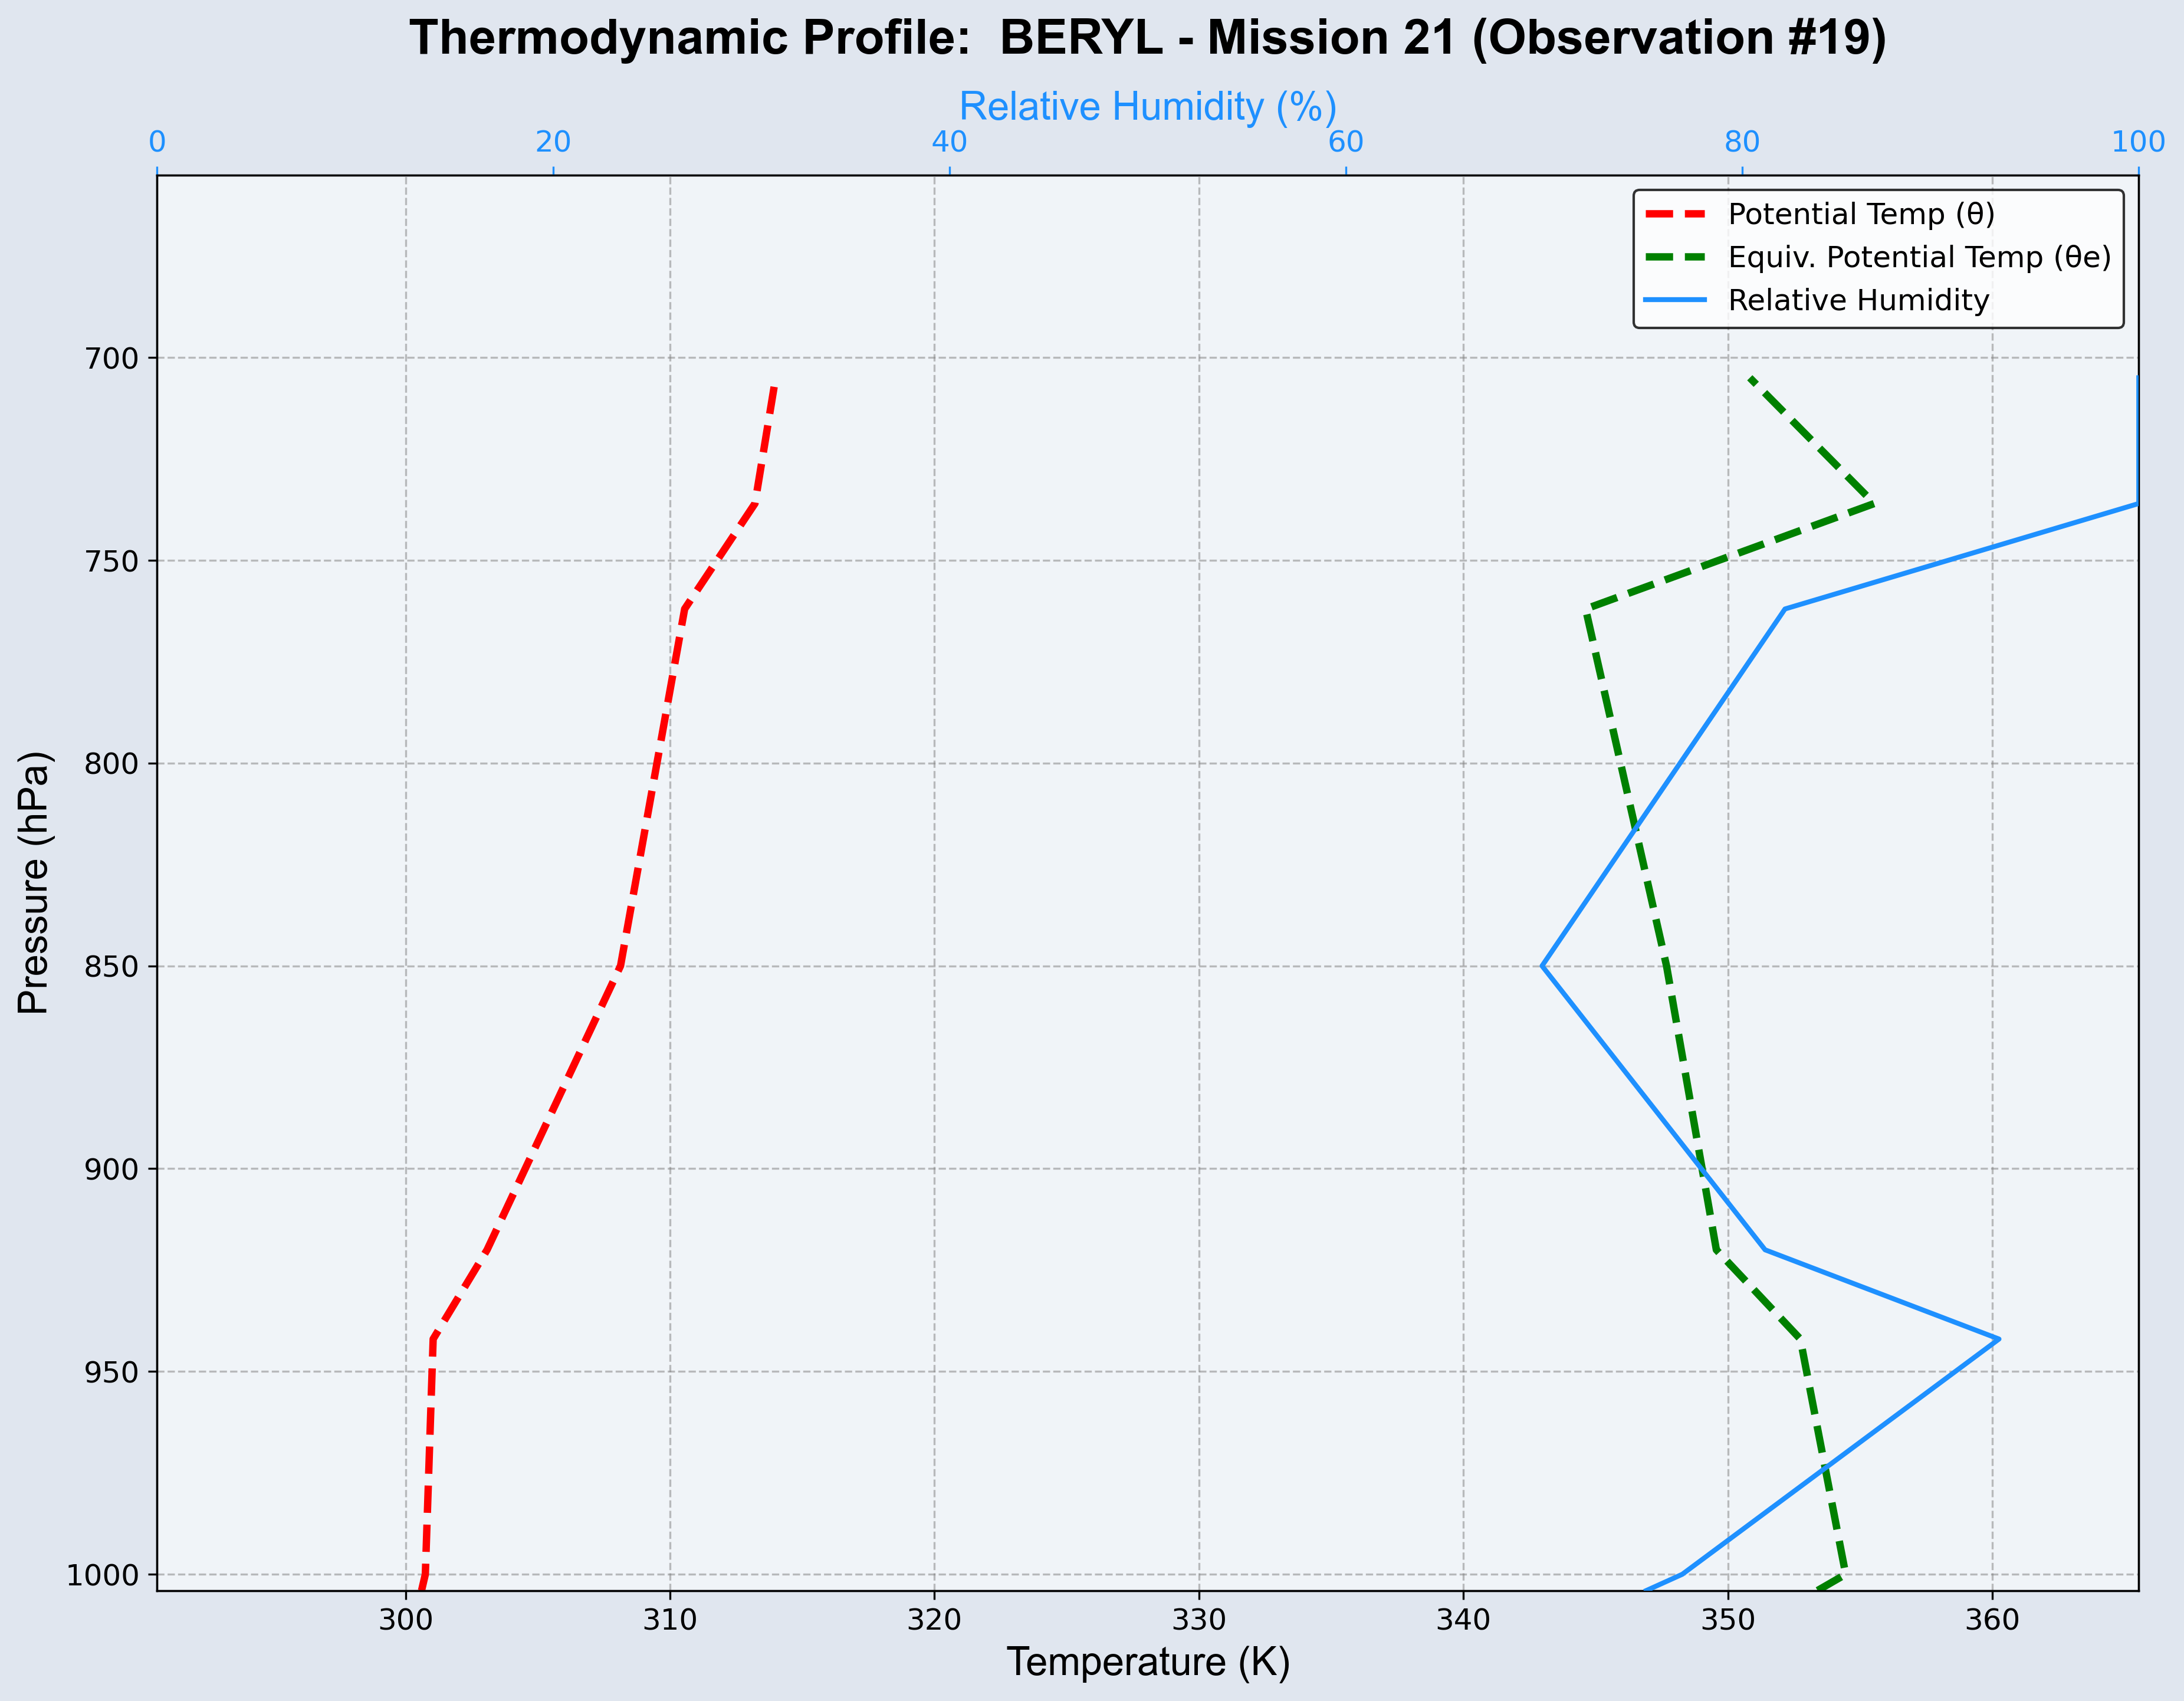 Thermodynamic Profile:  BERYL - Mission 21 (Observation #19)
Relative Humidity (%)
0 20 40 60 80 100
Potential Temp (θ)
Equiv. Potential Temp (θe)
Relative Humidity
Pressure (hPa)
700
750
800
850
900
950
1000
300 310 320 330 340 350 360
Temperature (K)